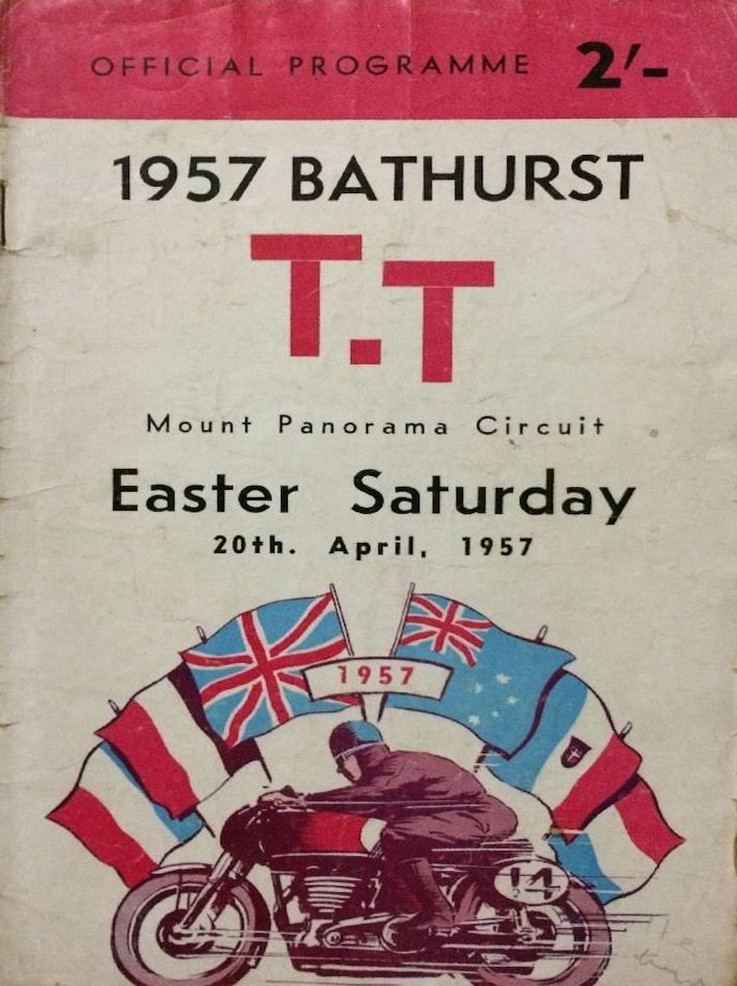 OFFICIAL PROGRAMME 2'-
1957 BATHURST
T.T
Mount Panorama Circuit
Easter Saturday
20th. April, 1957
1957
14